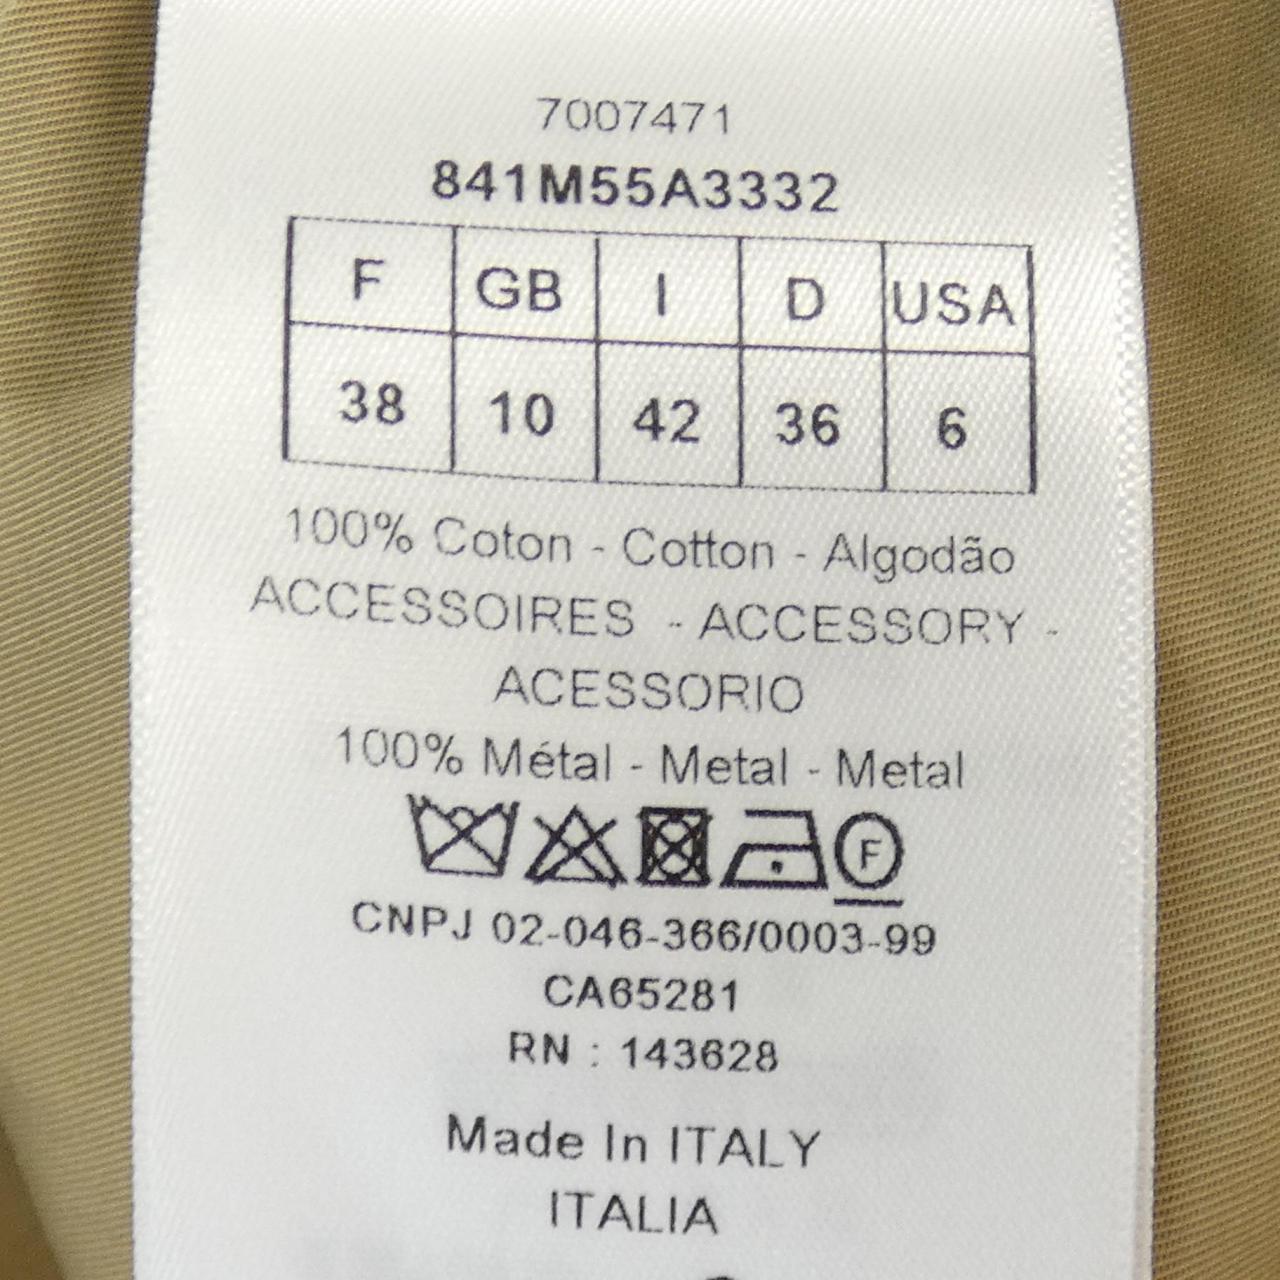 7007471
841M55A3332
F GB I D USA
38 10 42 36 6
100% Coton - Cotton - Algodão
ACCESSOIRES - ACCESSORY -
ACESSORIO
100% Métal - Metal - Metal
F
CNPJ 02-046-366/0003-99
CA65281
RN : 143628
Made In ITALY
ITALIA